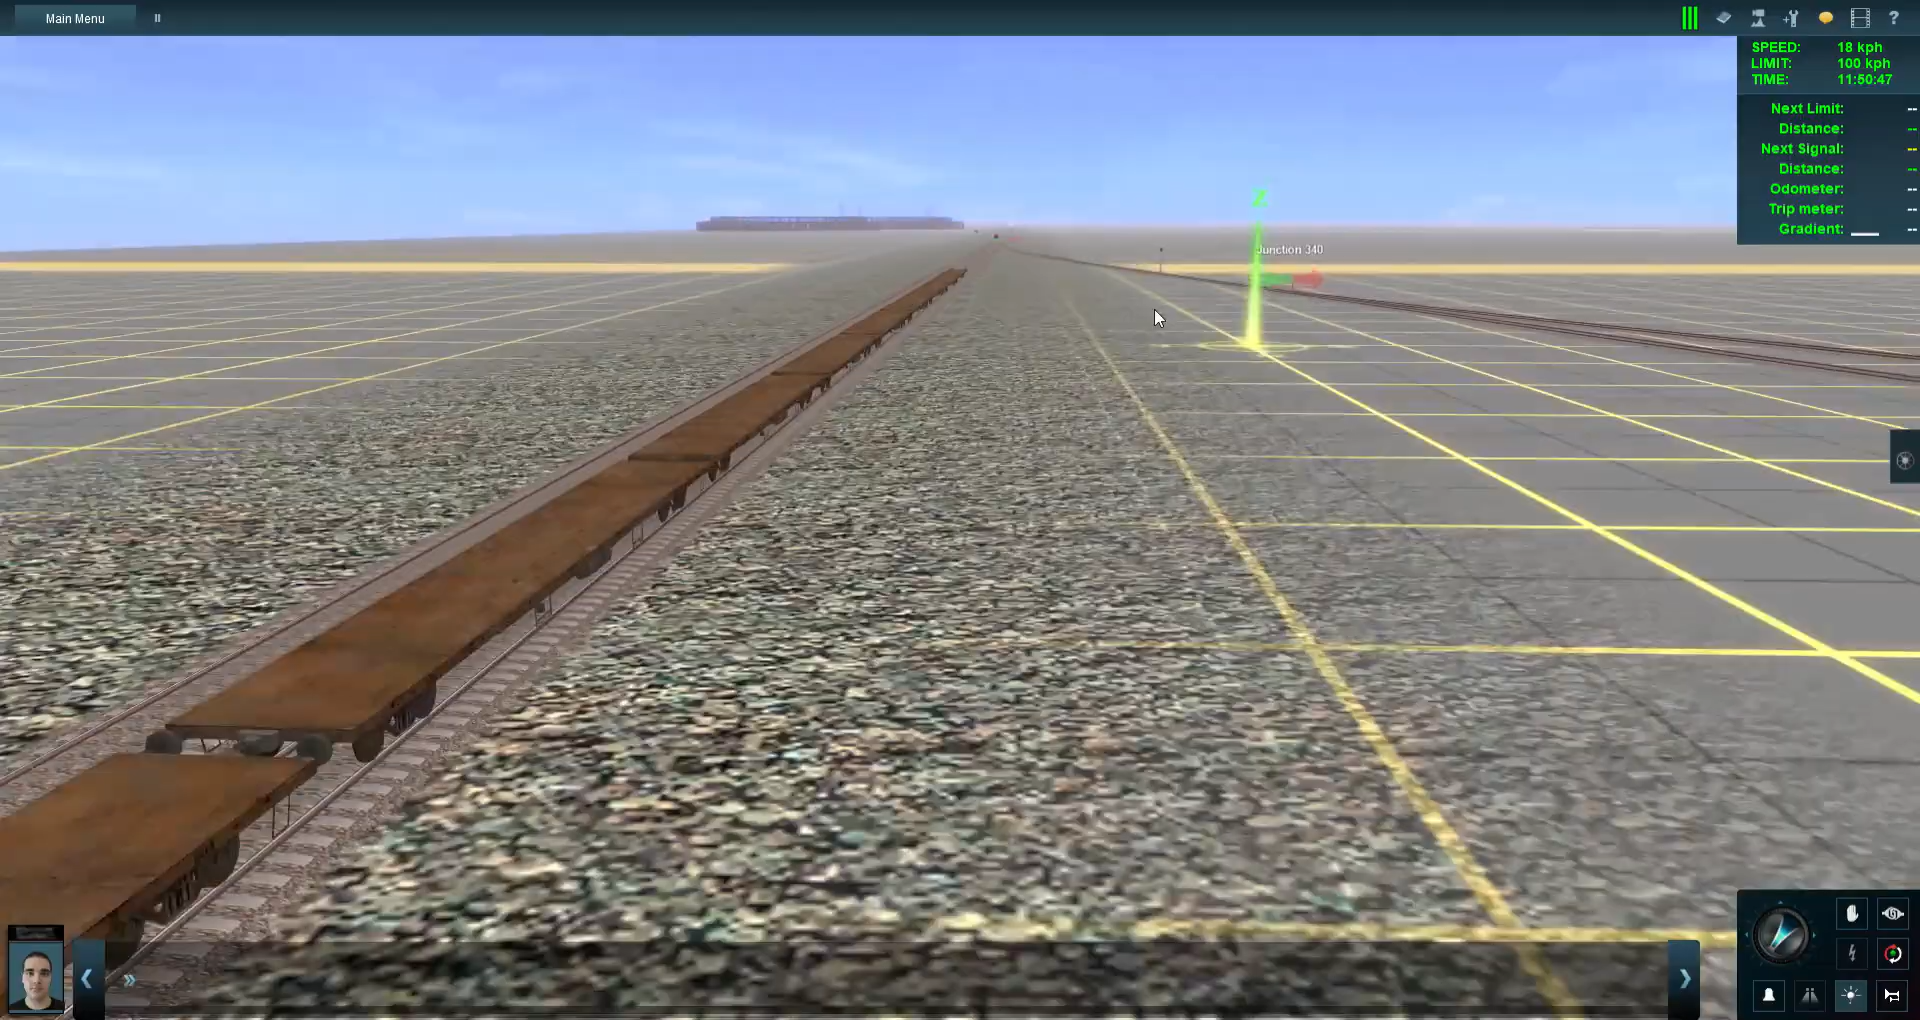 Main Menu
SPEED: 18 kph
LIMIT: 100 kph
TIME: 11:50:47
Next Limit: --
Distance: --
Next Signal: --
Distance: --
Odometer: --
Trip meter: --
Gradient: --
Z
Junction 340